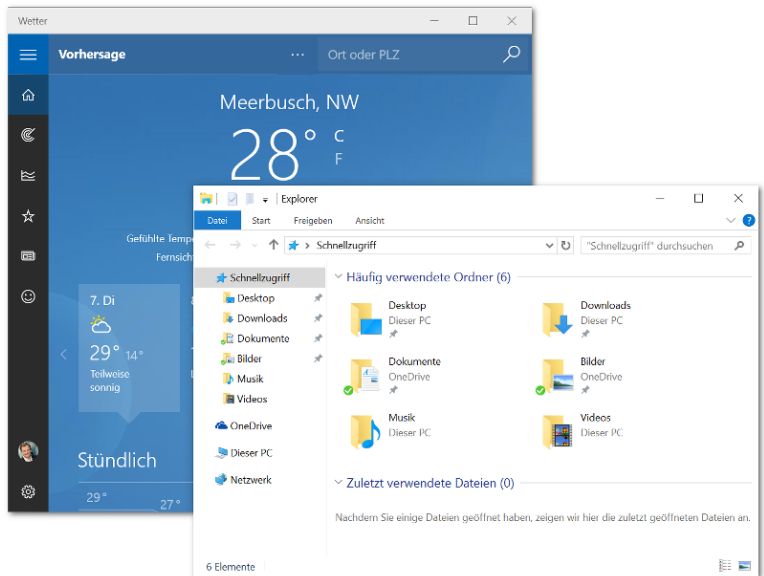 Wetter
Vorhersage
Ort oder PLZ
Meerbusch, NW
28° C
F
Gefühlte Tempe
Fernsich
7. Di
29° 14°
Teilweise
sonnig
Stündlich
29°
27°
Explorer
Datei Start Freigeben Ansicht
Schnellzugriff
"Schnellzugriff" durchsuchen
Schnellzugriff
Desktop
Downloads
Dokumente
Bilder
Musik
Videos
OneDrive
Dieser PC
Netzwerk
Häufig verwendete Ordner (6)
Desktop
Dieser PC
Downloads
Dieser PC
Dokumente
OneDrive
Bilder
OneDrive
Musik
Dieser PC
Videos
Dieser PC
Zuletzt verwendete Dateien (0)
Nachdem Sie einige Dateien geöffnet haben, zeigen wir hier die zuletzt geöffneten Dateien an.
6 Elemente